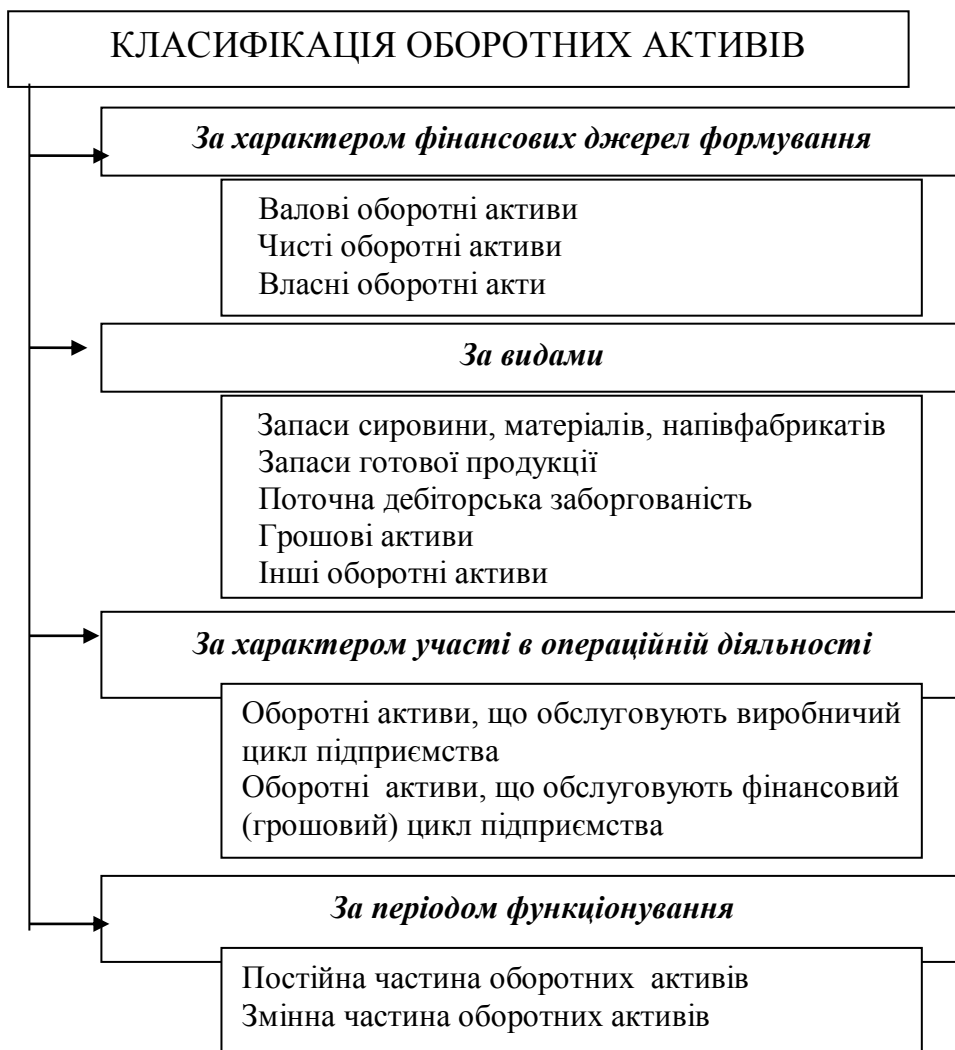 КЛАСИФІКАЦІЯ ОБОРОТНИХ АКТИВІВ
За характером фінансових джерел формування
Валові оборотні активи
Чисті оборотні активи
Власні оборотні акти
За видами
Запаси сировини, матеріалів, напівфабрикатів
Запаси готової продукції
Поточна дебіторська заборгованість
Грошові активи
Інші оборотні активи
За характером участі в операційній діяльності
Оборотні активи, що обслуговують виробничий
цикл підприємства
Оборотні активи, що обслуговують фінансовий
(грошовий) цикл підприємства
За періодом функціонування
Постійна частина оборотних активів
Змінна частина оборотних активів